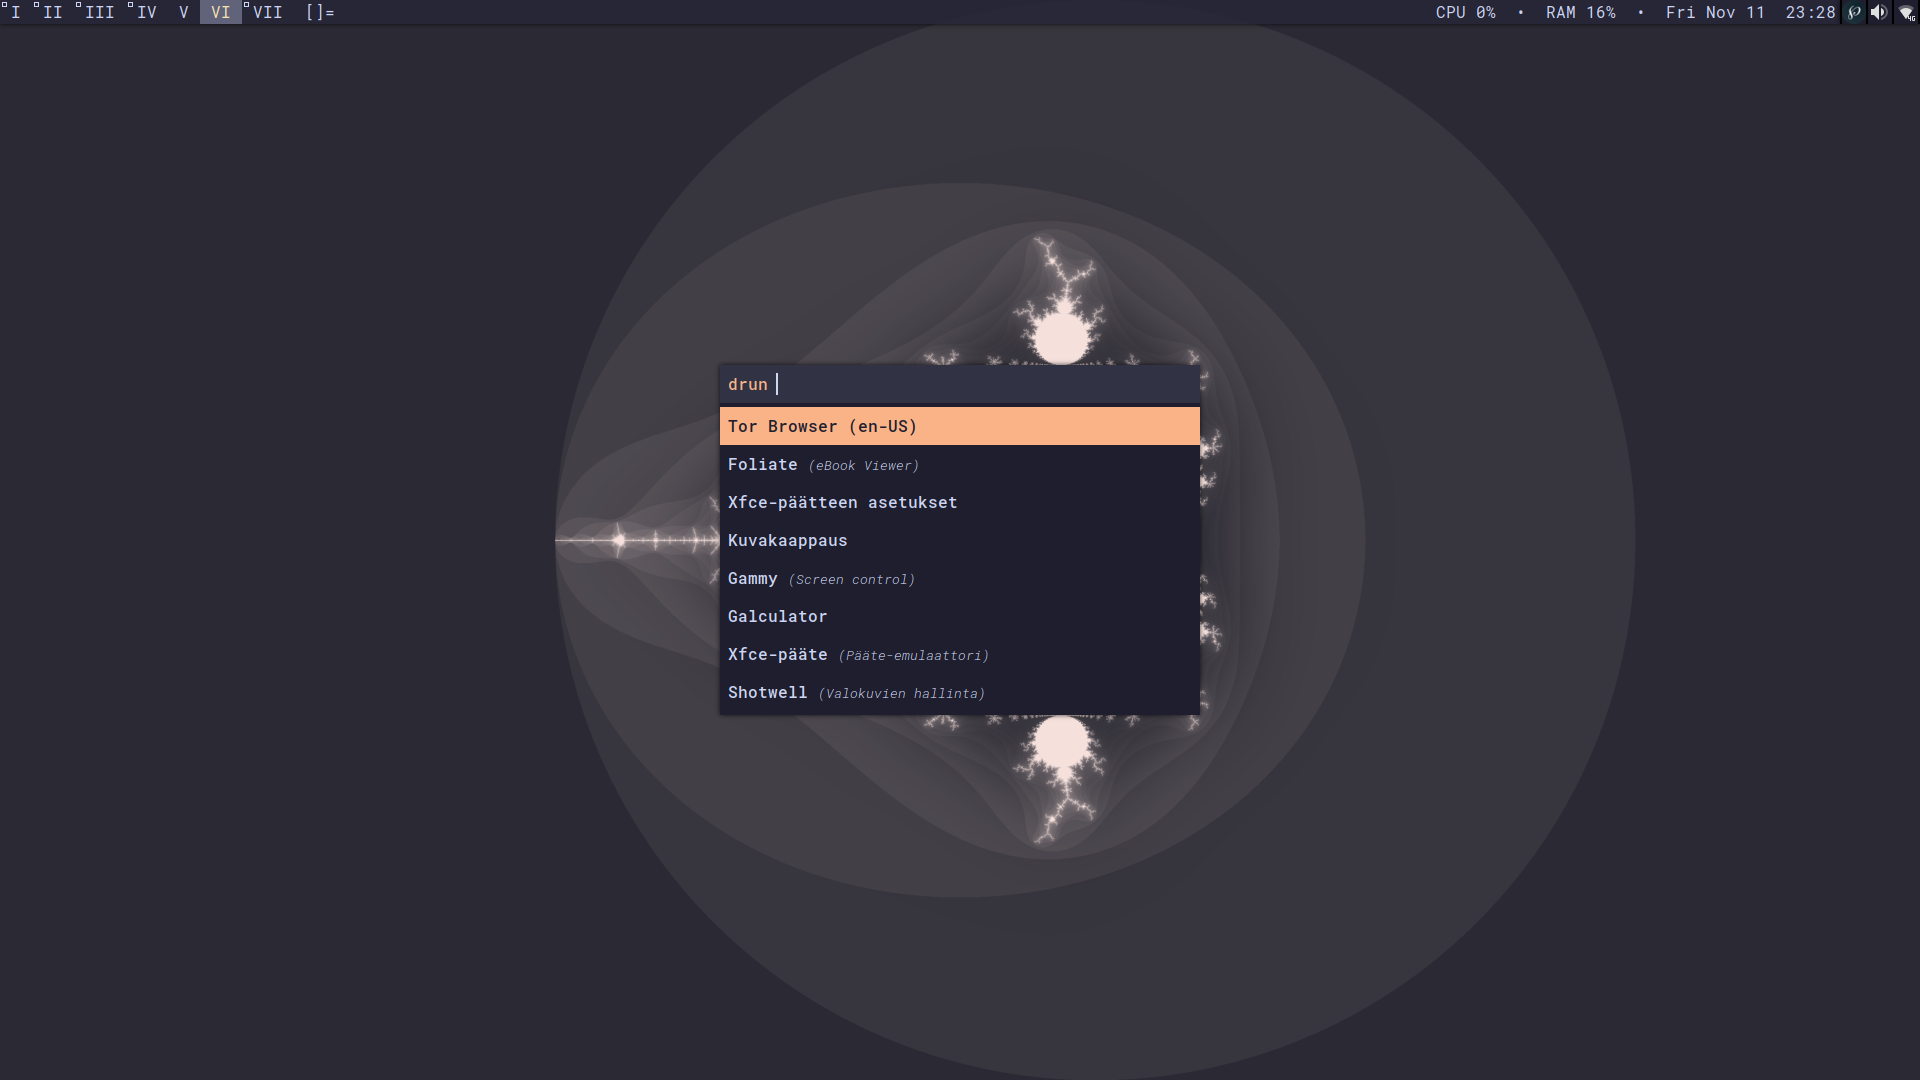 I II III IV V VI VII []= CPU 0% • RAM 16% • Fri Nov 11 23:28
drun
Tor Browser (en-US)
Foliate (eBook Viewer)
Xfce-päätteen asetukset
Kuvakaappaus
Gammy (Screen control)
Galculator
Xfce-pääte (Pääte-emulaattori)
Shotwell (Valokuvien hallinta)